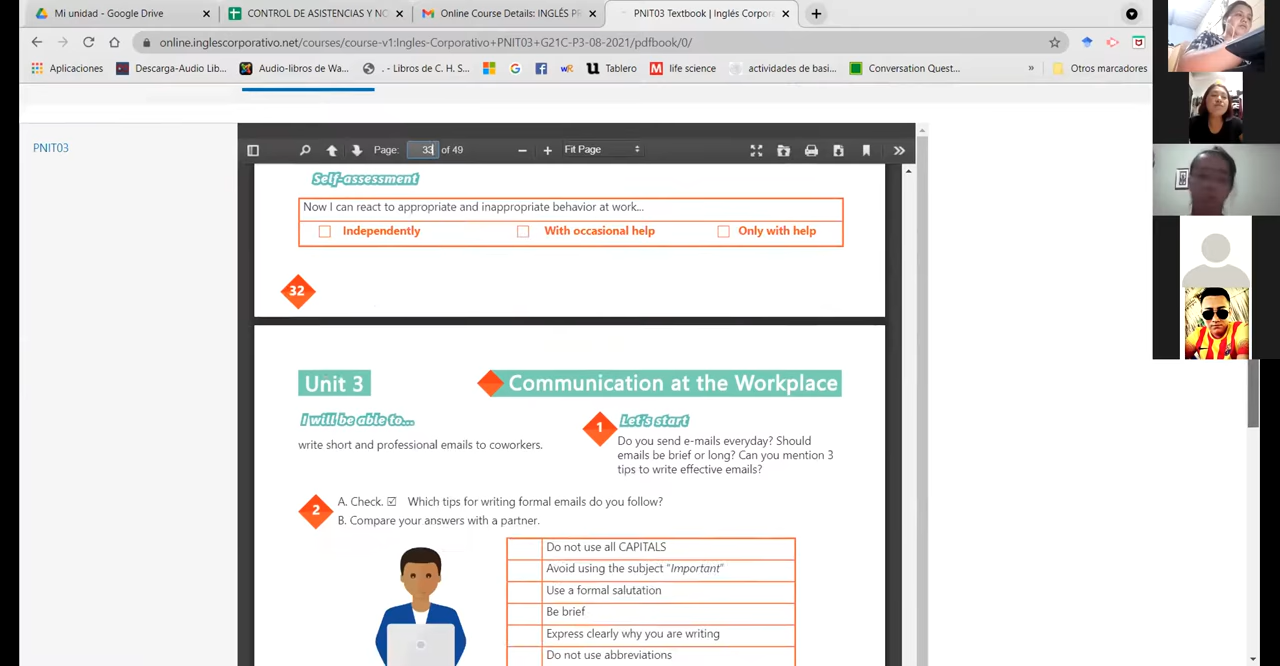 Mi unidad - Google Drive
CONTROL DE ASISTENCIAS Y NO
Online Course Details: INGLÉS PR
PNIT03 Textbook | Inglés Corpora
online.inglescorporativo.net/courses/course-v1:Ingles-Corporativo+PNIT03+G21C-P3-08-2021/pdfbook/0/
Aplicaciones
Descarga-Audio Lib...
Audio-libros de Wa...
. - Libros de C. H. S...
Tablero
life science
actividades de basi...
Conversation Quest...
»
Otros marcadores
PNIT03
Page: 33 of 49
Fit Page
Self-assessment
Now I can react to appropriate and inappropriate behavior at work...
Independently
With occasional help
Only with help
32
Unit 3
Communication at the Workplace
I will be able to...
write short and professional emails to coworkers.
1
Let's start
Do you send e-mails everyday? Should
emails be brief or long? Can you mention 3
tips to write effective emails?
2
A. Check. ☑ Which tips for writing formal emails do you follow?
B. Compare your answers with a partner.
Do not use all CAPITALS
Avoid using the subject “Important”
Use a formal salutation
Be brief
Express clearly why you are writing
Do not use abbreviations